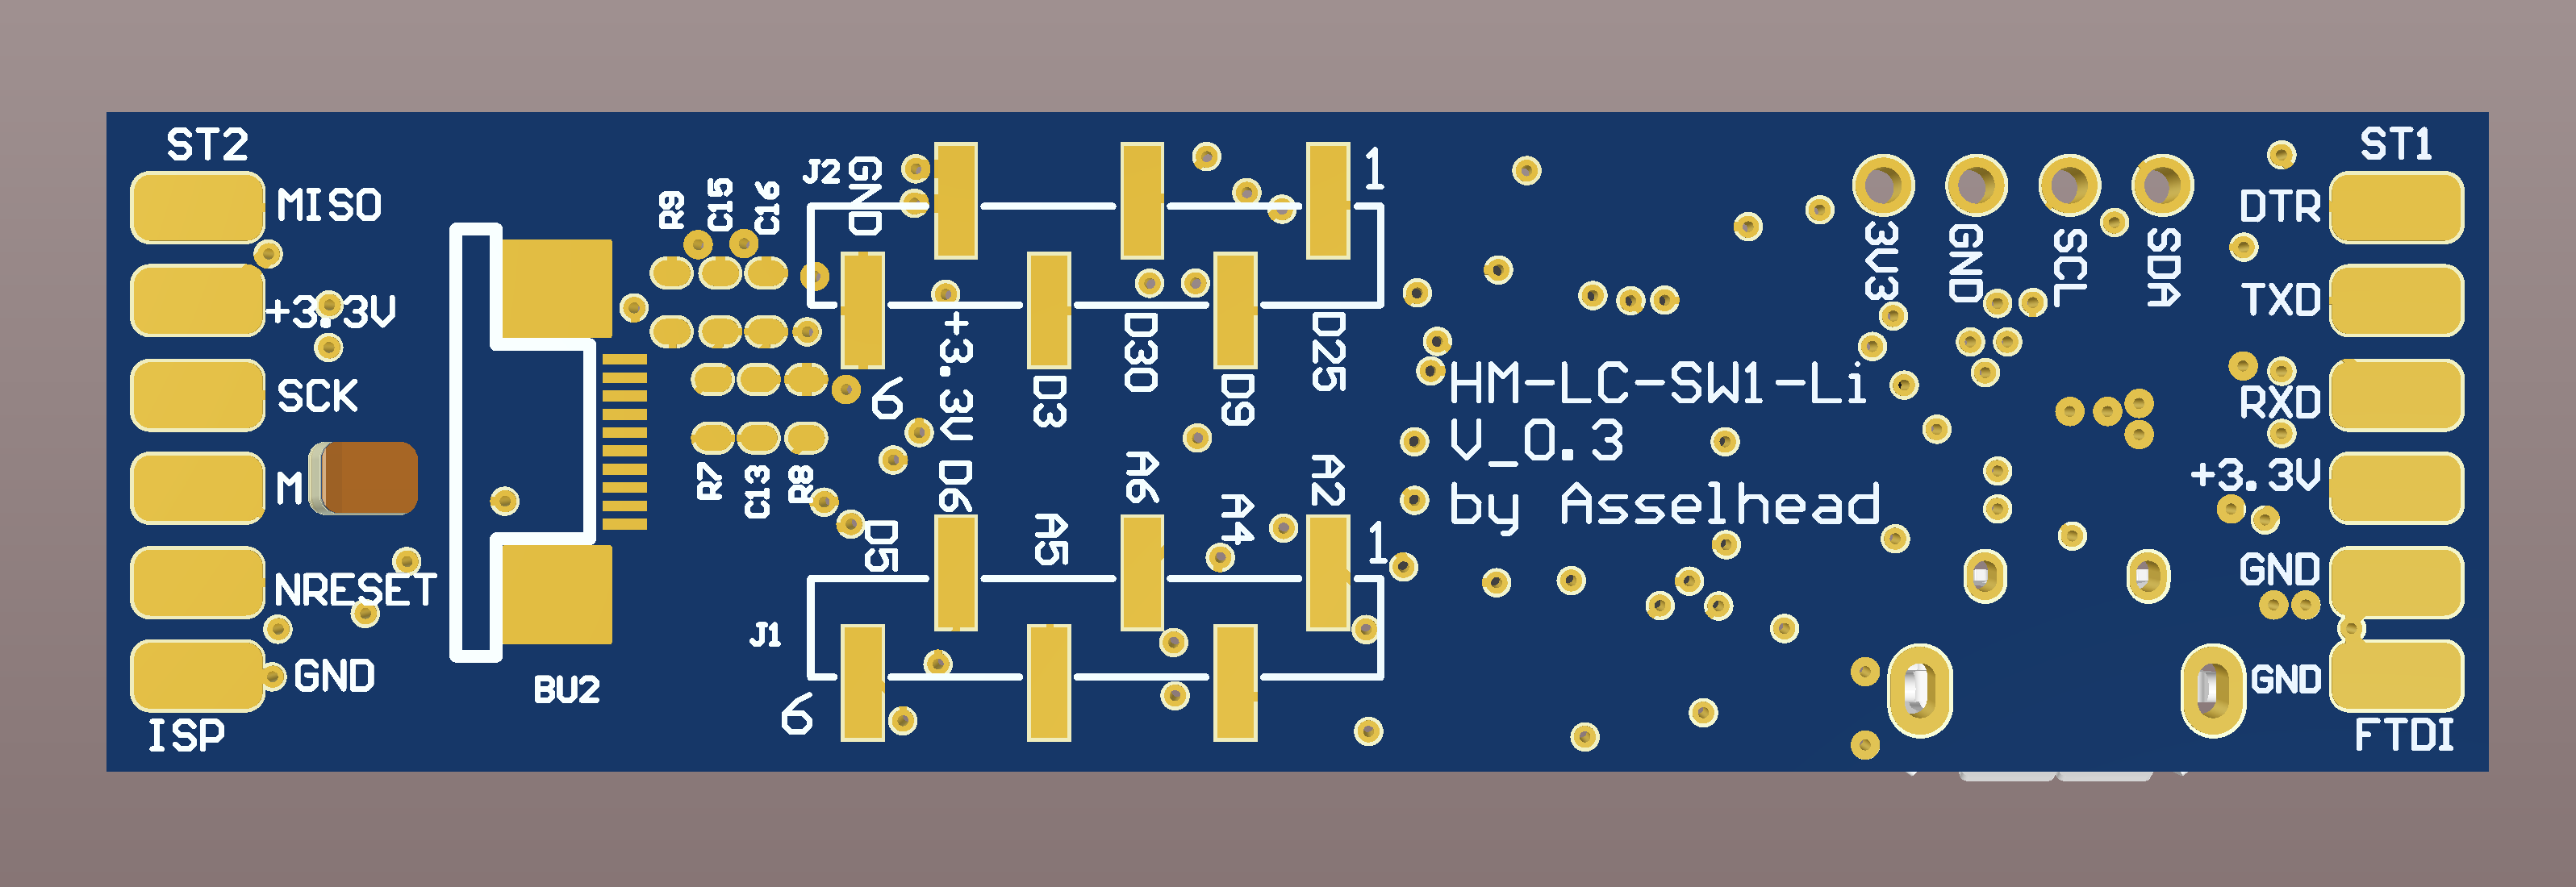 ST2
MISO
+3.3V
SCK
M
NRESET
GND
ISP
BU2
R9
C15
C16
R7
C13
R8
J2
GND
1
6
+3.3V
D3
D30
D9
D25
D6
D5
A5
A6
A4
A2
1
J1
6
HM-LC-SW1-Li
V_0.3
by Asselhead
3V3
GND
SCL
SDA
ST1
DTR
TXD
RXD
+3.3V
GND
GND
FTDI